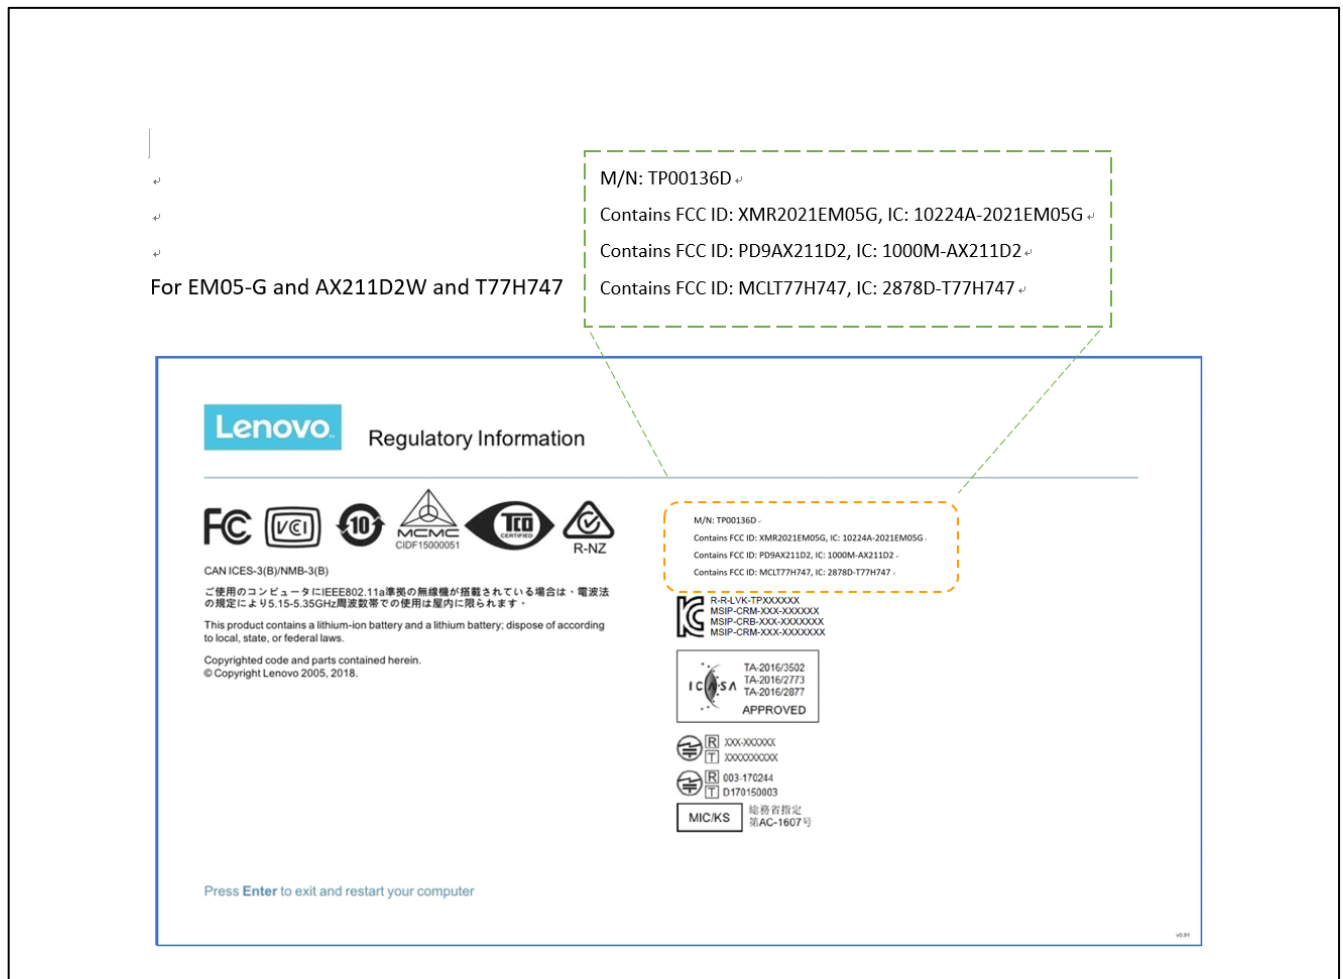 M/N: TP00136D
Contains FCC ID: XMR2021EM05G, IC: 10224A-2021EM05G
Contains FCC ID: PD9AX211D2, IC: 1000M-AX211D2
For EM05-G and AX211D2W and T77H747
Contains FCC ID: MCLT77H747, IC: 2878D-T77H747
Lenovo
Regulatory Information
FC
VCI
10
MCMC
CIDF15000051
TCO
CERTIFIED
R-NZ
CAN ICES-3(B)/NMB-3(B)
ご使用のコンピュータにIEEE802.11a準拠の無線機が搭載されている場合は、電波法
の規定により5.15-5.35GHz周波数帯での使用は屋内に限られます・
This product contains a lithium-ion battery and a lithium battery; dispose of according
to local, state, or federal laws.
Copyrighted code and parts contained herein.
© Copyright Lenovo 2005, 2018.
M/N: TP00136D
Contains FCC ID: XMR2021EM05G, IC: 10224A-2021EM05G
Contains FCC ID: PD9AX211D2, IC: 1000M-AX211D2
Contains FCC ID: MCLT77H747, IC: 2878D-T77H747
R-R-LVK-TPXXXXXX
MSIP-CRM-XXX-XXXXXX
MSIP-CRB-XXX-XXXXXXX
MSIP-CRM-XXX-XXXXXXX
ICASA
TA-2016/3502
TA-2016/2773
TA-2016/2877
APPROVED
R XXX-XXXXXX
T XXXXXXXXXX
R 003-170244
T D170150003
MIC/KS
総務省指定
第AC-1607号
Press Enter to exit and restart your computer
v0.91